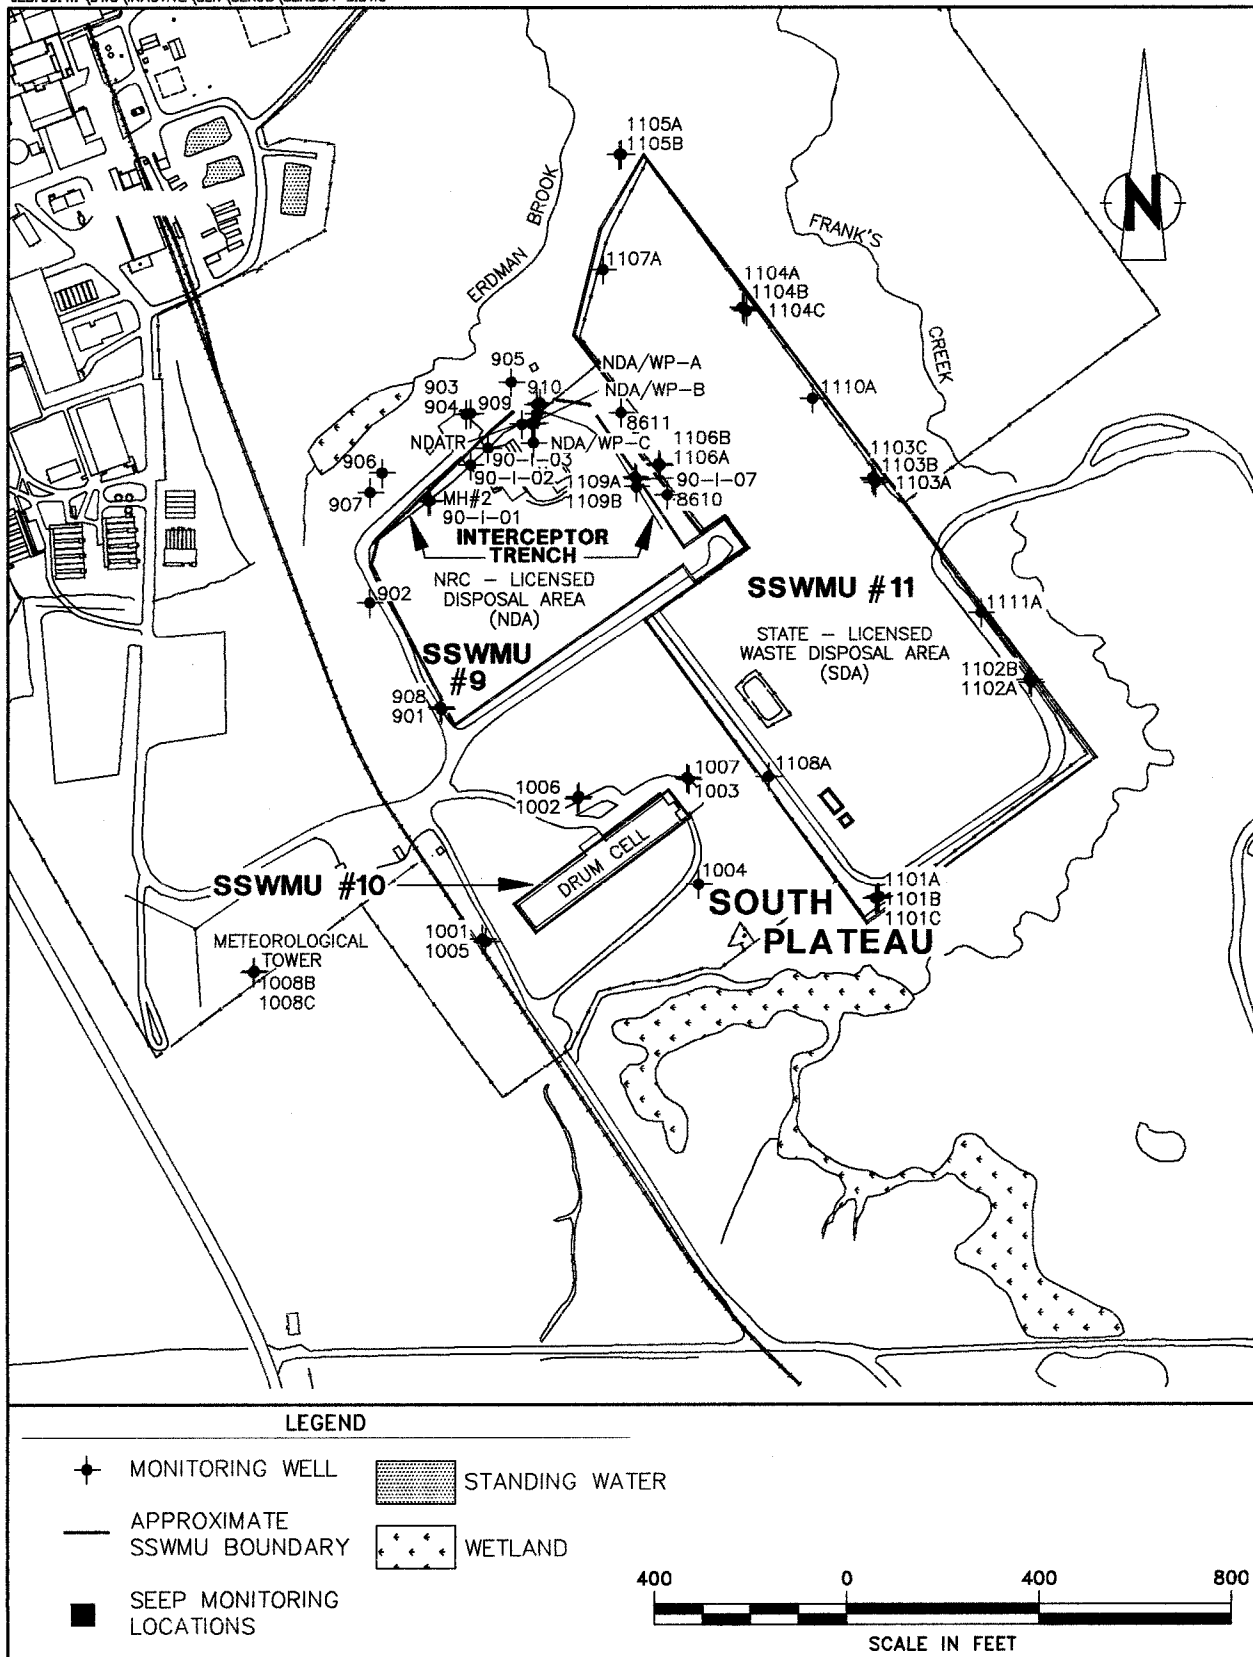 1105A
1105B
ERDMAN BROOK
FRANK'S CREEK
N
1107A
1104A
1104B
1104C
905
NDA/WP-A
903
910
NDA/WP-B
904
909
1110A
8611
NDATR
NDA/WP-C
1106B
1106A
1103C
1103B
1103A
906
90-I-03
90-I-02
1109A
1109B
90-I-07
8610
907
MH#2
90-I-01
INTERCEPTOR
TRENCH
NRC - LICENSED
DISPOSAL AREA
(NDA)
902
SSWMU #11
1111A
STATE - LICENSED
WASTE DISPOSAL AREA
(SDA)
SSWMU
#9
1102B
1102A
908
901
1006
1002
1007
1003
1108A
DRUM CELL
SSWMU #10
1004
1101A
1101B
1101C
SOUTH
PLATEAU
1001
1005
METEOROLOGICAL
TOWER
1008B
1008C
LEGEND
MONITORING WELL
STANDING WATER
APPROXIMATE
SSWMU BOUNDARY
WETLAND
SEEP MONITORING
LOCATIONS
400 0 400 800
SCALE IN FEET